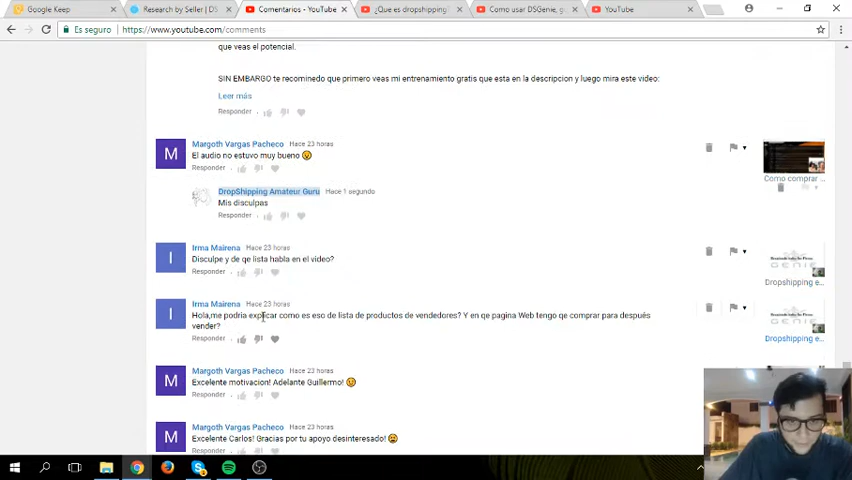 Google Keep
Research by Seller | DS
Comentarios - YouTube
¿Que es dropshipping
Como usar DSGenie, g
YouTube
Es seguro
https://www.youtube.com/comments
que veas el potencial.
SIN EMBARGO te recominedo que primero veas mi entrenamiento gratis que esta en la descripcion y luego mira este video:
Leer más
Responder
Margoth Vargas Pacheco Hace 23 horas
El audio no estuvo muy bueno
Responder
Como comprar ...
DropShipping Amateur Guru Hace 1 segundo
Mis disculpas
Responder
Irma Mairena Hace 23 horas
Disculpe y de qe lista habla en el video?
Responder
GENIE
Dropshipping e...
Irma Mairena Hace 23 horas
Hola,me podria explicar como es eso de lista de productos de vendedores? Y en qe pagina Web tengo qe comprar para después
vender?
Responder
GENIE
Dropshipping e...
Margoth Vargas Pacheco Hace 23 horas
Excelente motivacion! Adelante Guillermo!
Responder
Margoth Vargas Pacheco Hace 23 horas
Excelente Carlos! Gracias por tu apoyo desinteresado!
Responder